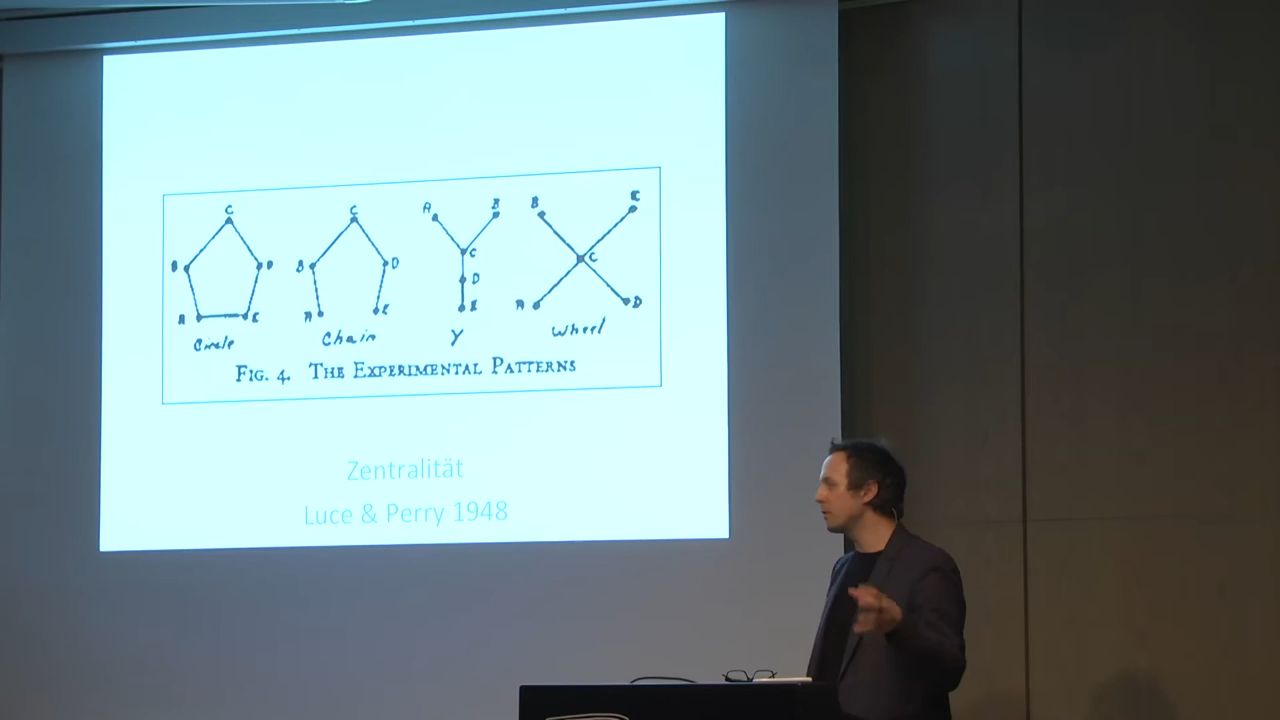 C C A B B E
B D B D C D C
A E A E E A D
Circle Chain Y Wheel
FIG. 4. THE EXPERIMENTAL PATTERNS
Zentralität
Luce & Perry 1948